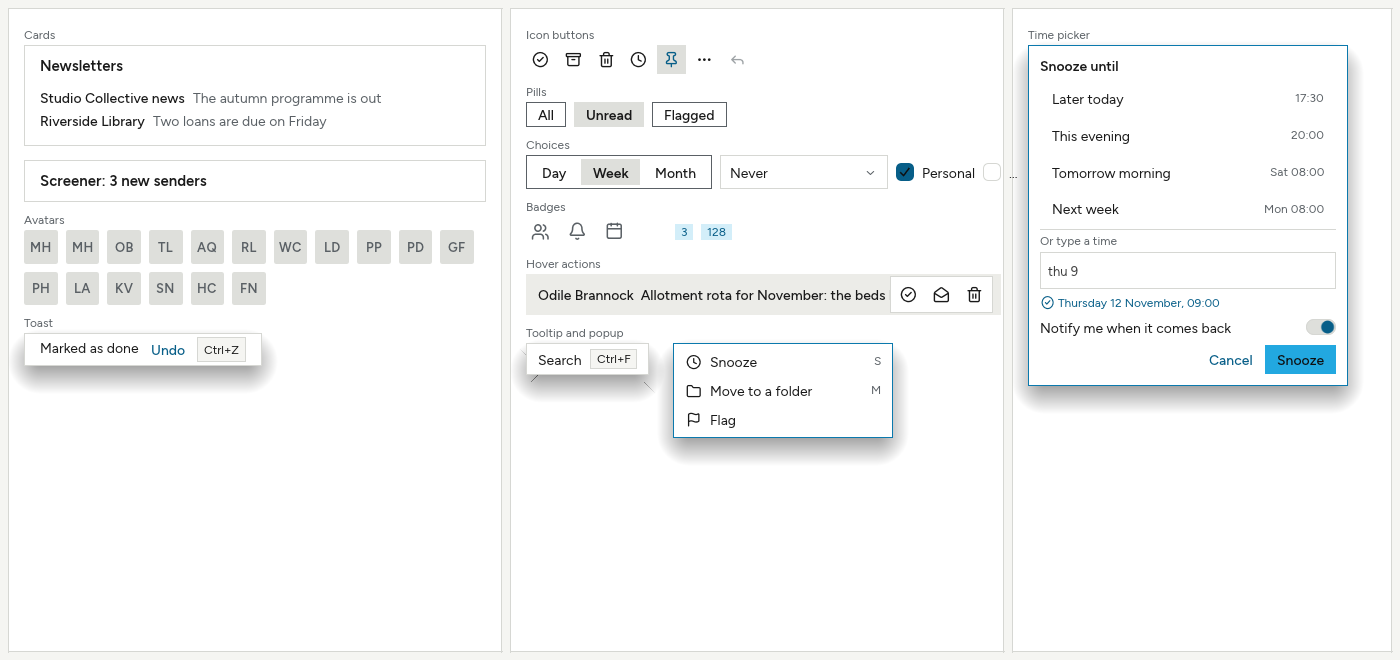 Cards
Newsletters
Studio Collective news The autumn programme is out
Riverside Library Two loans are due on Friday
Screener: 3 new senders
Avatars
MH MH OB TL AQ RL WC LD PP PD GF
PH LA KV SN HC FN
Toast
Marked as done Undo Ctrl+Z
Icon buttons
Pills
All Unread Flagged
Choices
Day Week Month Never Personal ...
Badges
3 128
Hover actions
Odile Brannock Allotment rota for November: the beds
Tooltip and popup
Search Ctrl+F
Snooze S
Move to a folder M
Flag
Time picker
Snooze until
Later today 17:30
This evening 20:00
Tomorrow morning Sat 08:00
Next week Mon 08:00
Or type a time
thu 9
Thursday 12 November, 09:00
Notify me when it comes back
Cancel Snooze